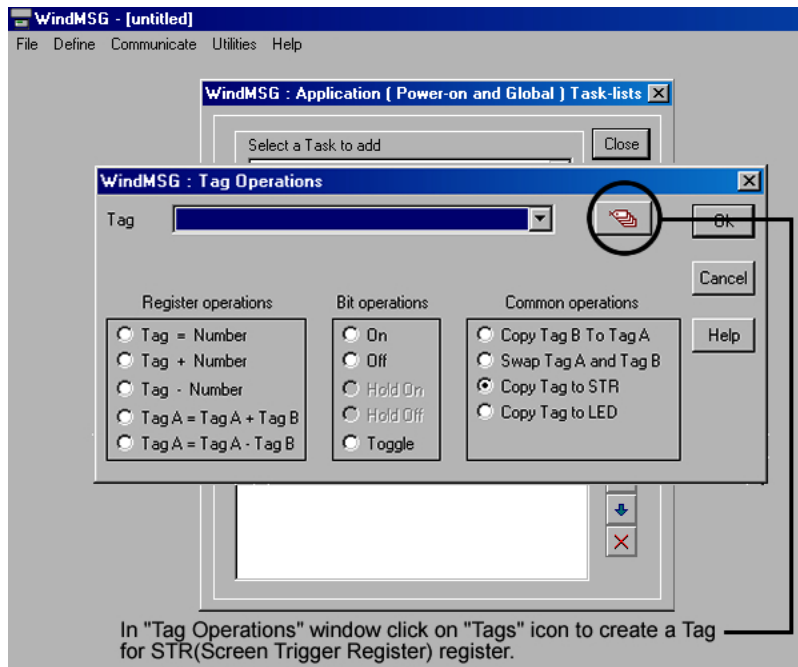 WindMSG - [untitled]
File Define Communicate Utilities Help
WindMSG : Application ( Power-on and Global ) Task-lists
Select a Task to add
Close
WindMSG : Tag Operations
Tag
Ok
Cancel
Help
Register operations
Tag = Number
Tag + Number
Tag - Number
Tag A = Tag A + Tag B
Tag A = Tag A - Tag B
Bit operations
On
Off
Hold On
Hold Off
Toggle
Common operations
Copy Tag B To Tag A
Swap Tag A and Tag B
Copy Tag to STR
Copy Tag to LED
In "Tag Operations" window click on "Tags" icon to create a Tag
for STR(Screen Trigger Register) register.